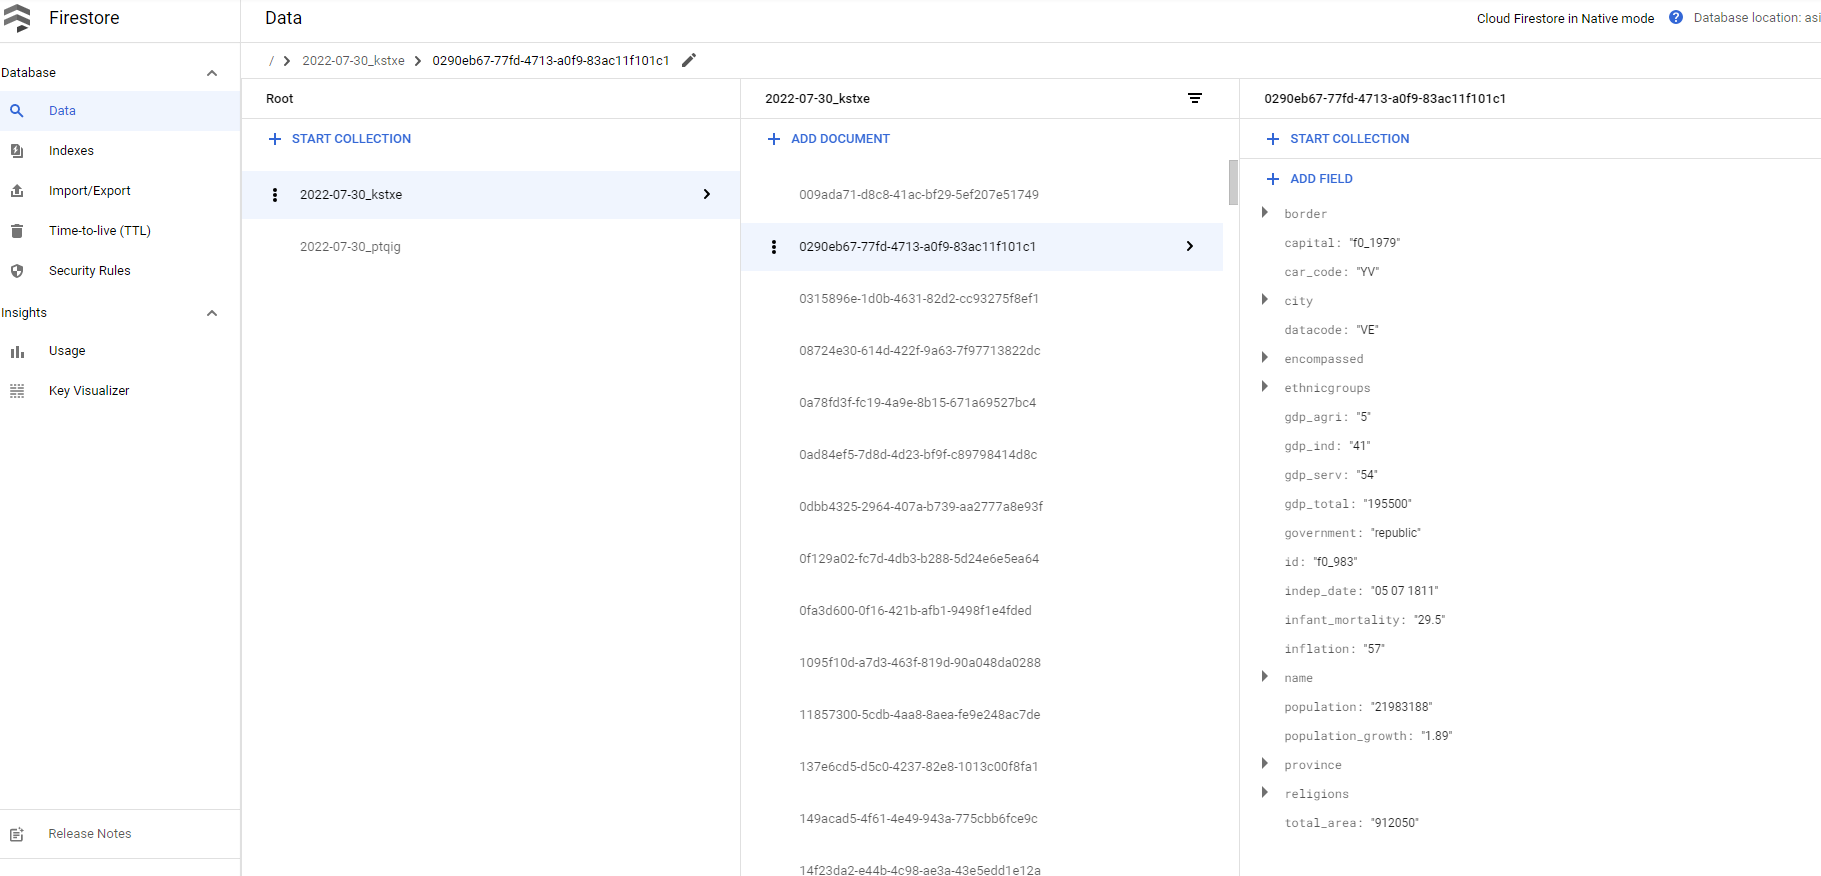 Firestore
Data
Cloud Firestore in Native mode
Database location: asi
/ 2022-07-30_kstxe 0290eb67-77fd-4713-a0f9-83ac11f101c1
Database
Data
Indexes
Import/Export
Time-to-live (TTL)
Security Rules
Insights
Usage
Key Visualizer
Release Notes
Root
START COLLECTION
2022-07-30_kstxe
2022-07-30_ptqig
2022-07-30_kstxe
ADD DOCUMENT
009ada71-d8c8-41ac-bf29-5ef207e51749
0290eb67-77fd-4713-a0f9-83ac11f101c1
0315896e-1d0b-4631-82d2-cc93275f8ef1
08724e30-614d-422f-9a63-7f97713822dc
0a78fd3f-fc19-4a9e-8b15-671a69527bc4
0ad84ef5-7d8d-4d23-bf9f-c89798414d8c
0dbb4325-2964-407a-b739-aa2777a8e93f
0f129a02-fc7d-4db3-b288-5d24e6e5ea64
0fa3d600-0f16-421b-afb1-9498f1e4fded
1095f10d-a7d3-463f-819d-90a048da0288
11857300-5cdb-4aa8-8aea-fe9e248ac7de
137e6cd5-d5c0-4237-82e8-1013c00f8fa1
149acad5-4f61-4e49-943a-775cbb6fce9c
14f23da2-e44b-4c98-ae3a-43e5edd1e12a
0290eb67-77fd-4713-a0f9-83ac11f101c1
START COLLECTION
ADD FIELD
border
capital: "f0_1979"
car_code: "YV"
city
datacode: "VE"
encompassed
ethnicgroups
gdp_agri: "5"
gdp_ind: "41"
gdp_serv: "54"
gdp_total: "195500"
government: "republic"
id: "f0_983"
indep_date: "05 07 1811"
infant_mortality: "29.5"
inflation: "57"
name
population: "21983188"
population_growth: "1.89"
province
religions
total_area: "912050"